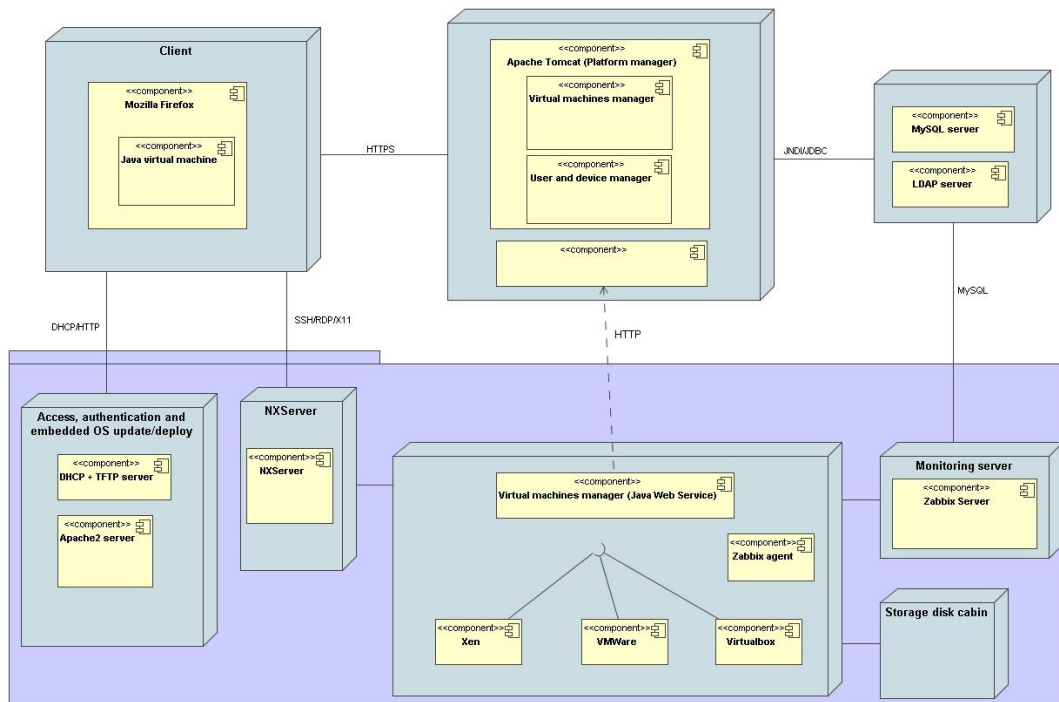 Client
<<component>>
Mozilla Firefox
<<component>>
Java virtual machine
HTTPS
<<component>>
Apache Tomcat (Platform manager)
<<component>>
Virtual machines manager
<<component>>
User and device manager
<<component>>
JNDI/JDBC
<<component>>
MySQL server
<<component>>
LDAP server
DHCP/HTTP
SSH/RDP/X11
HTTP
MySQL
Access, authentication and
embedded OS update/deploy
<<component>>
DHCP + TFTP server
<<component>>
Apache2 server
NXServer
<<component>>
NXServer
<<component>>
Virtual machines manager (Java Web Service)
<<component>>
Zabbix agent
<<component>>
Xen
<<component>>
VMWare
<<component>>
Virtualbox
Monitoring server
<<component>>
Zabbix Server
Storage disk cabin